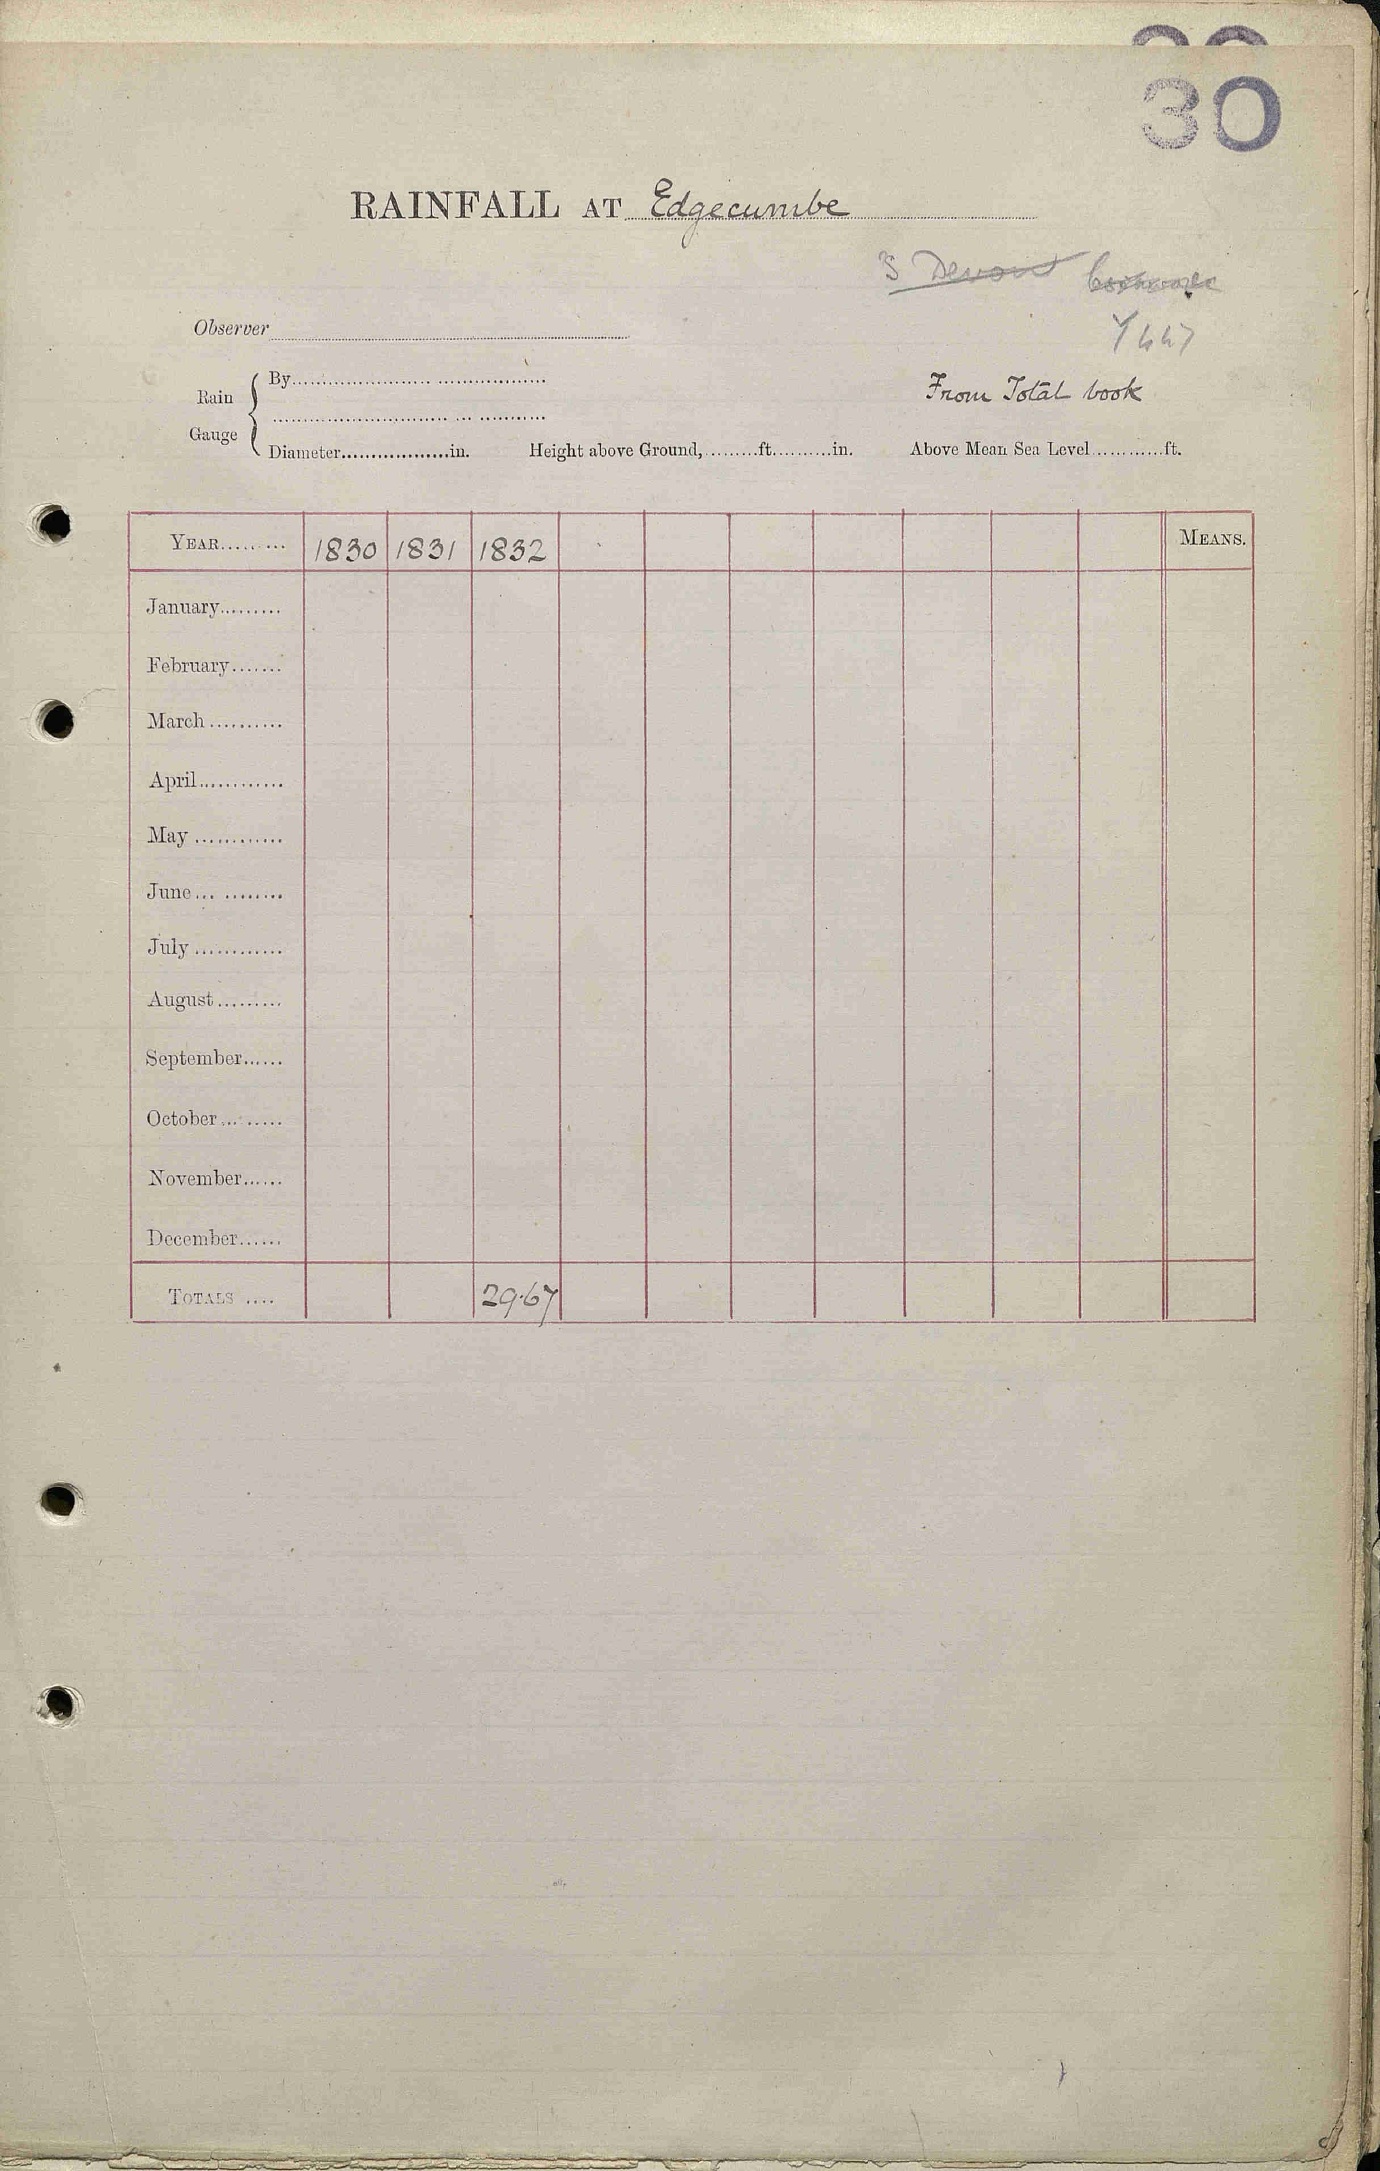 30
RAINFALL AT Edgecumbe
S Devon Cornwall
Observer
By
Rain
Gauge
From Total book
Diameter..................in. Height above Ground,.........ft..........in. Above Mean Sea Level............ft.
YEAR......... 1830 1831 1832 MEANS.
January.........
February.......
March..........
April............
May............
June... ........
July............
August.........
September......
October.........
November......
December......
TOTALS .... 29.67